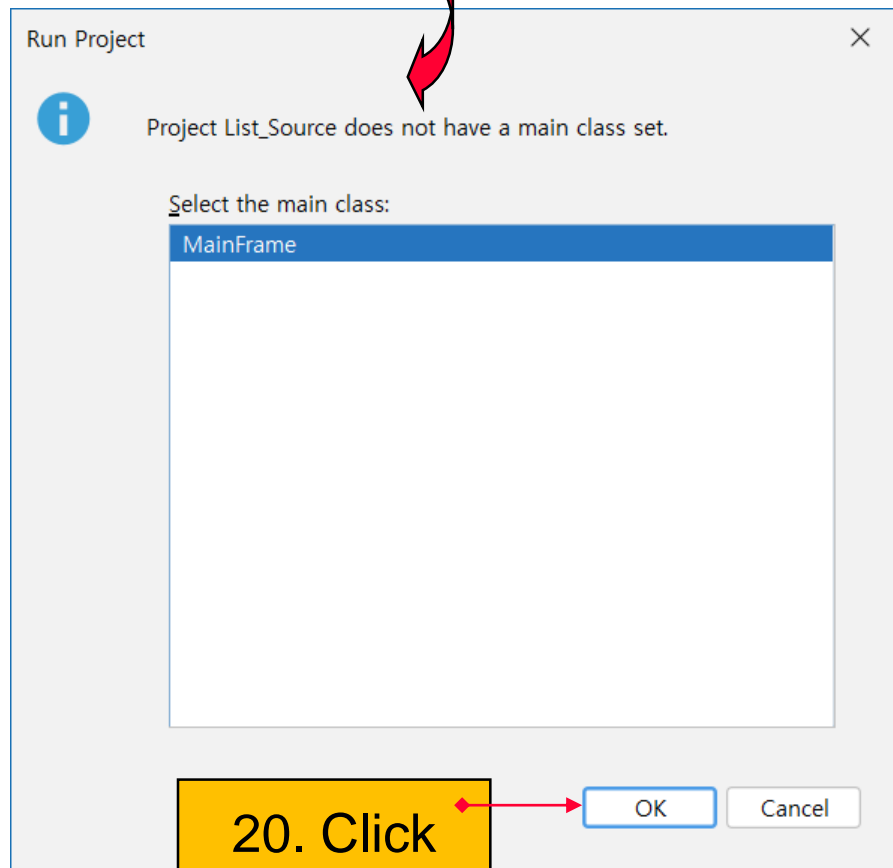 Run Project
Project List_Source does not have a main class set.
Select the main class:
MainFrame
20. Click
OK
Cancel